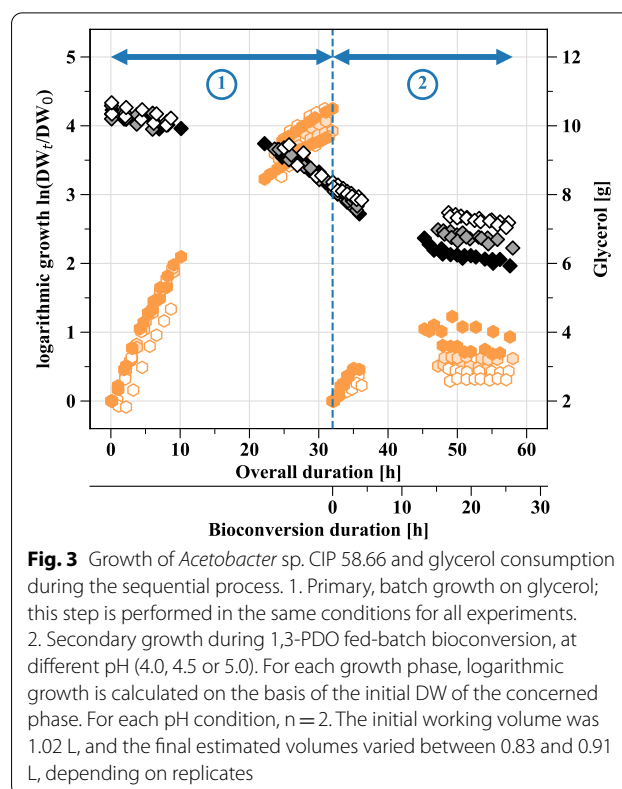 5
4
3
2
1
0
logarithmic growth ln(DWt/DW0)
12
10
8
6
4
2
Glycerol [g]
1
2
0 10 20 30 40 50 60
Overall duration [h]
0 10 20 30
Bioconversion duration [h]
Fig. 3 Growth of Acetobacter sp. CIP 58.66 and glycerol consumption
during the sequential process. 1. Primary, batch growth on glycerol;
this step is performed in the same conditions for all experiments.
2. Secondary growth during 1,3-PDO fed-batch bioconversion, at
different pH (4.0, 4.5 or 5.0). For each growth phase, logarithmic
growth is calculated on the basis of the initial DW of the concerned
phase. For each pH condition, n = 2. The initial working volume was
1.02 L, and the final estimated volumes varied between 0.83 and 0.91
L, depending on replicates